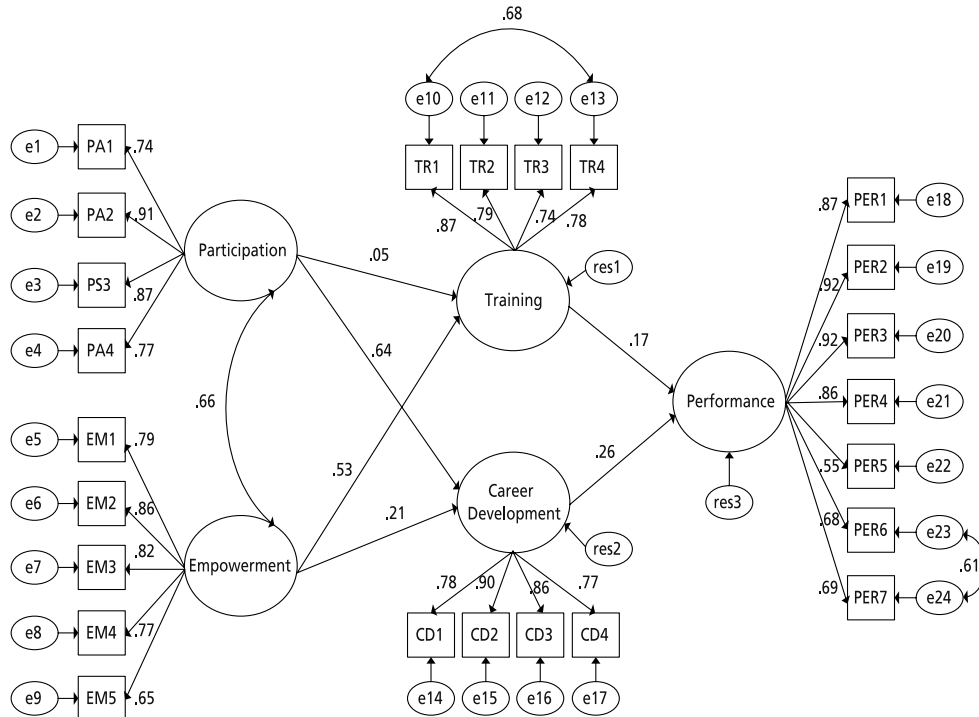 .68
e10 e11 e12 e13
e1 PA1 .74
TR1 TR2 TR3 TR4
e2 PA2 .91
.87 .79 .74 .78
PER1 e18
.87
Participation
.05
res1
PER2 e19
.92
e3 PS3 .87
Training
e4 PA4 .77
.64
.17
.92 PER3 e20
.66
Performance
.86 PER4 e21
e5 EM1 .79
.53
.26
.55 PER5 e22
e6 EM2 .86
Career
Development
res3
.21
.68 PER6 e23
e7 EM3 .82
Empowerment
res2
.61
.69 PER7 e24
e8 EM4 .77
.78 .90 .86 .77
CD1 CD2 CD3 CD4
e9 EM5 .65
e14 e15 e16 e17